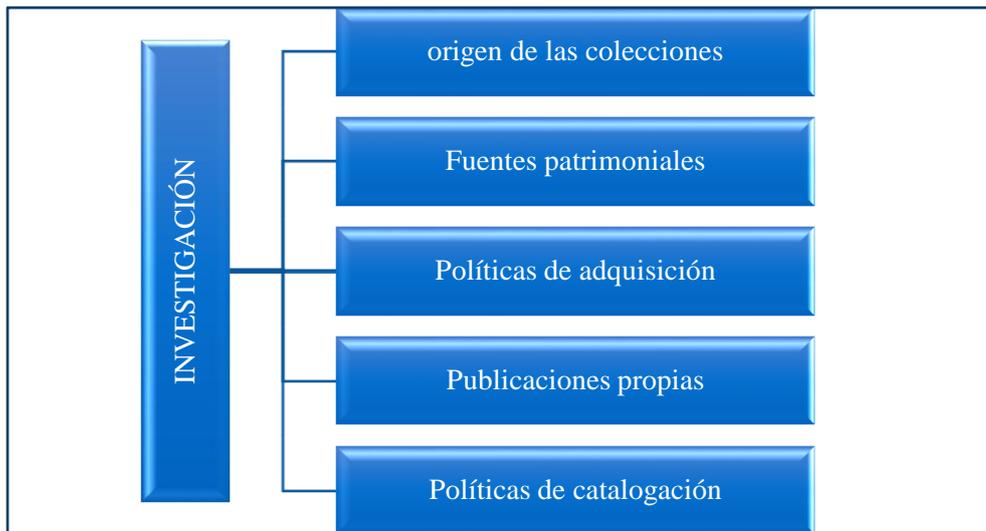 INVESTIGACIÓN
origen de las colecciones
Fuentes patrimoniales
Políticas de adquisición
Publicaciones propias
Políticas de catalogación